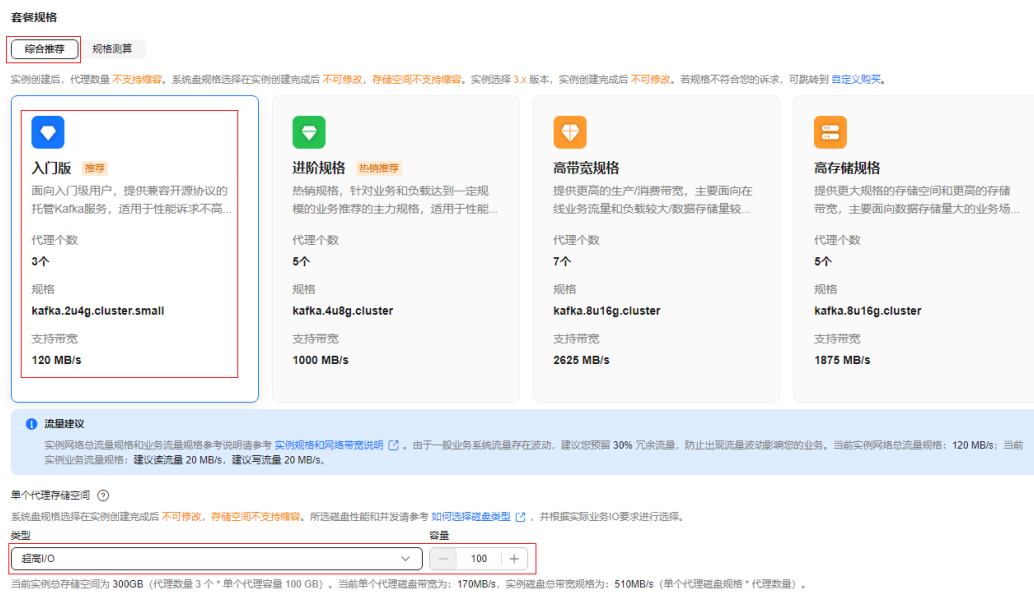 套餐规格
综合推荐 规格测算
实例创建后，代理数量 不支持缩容。系统盘规格选择在实例创建完成后 不可修改，存储空间不支持缩容。实例选择 3.x 版本，实例创建完成后 不可修改。若规格不符合您的诉求，可跳转到 自定义购买。
入门版 推荐
面向入门级用户，提供兼容开源协议的
托管Kafka服务，适用于性能诉求不高...
代理个数
3个
规格
kafka.2u4g.cluster.small
支持带宽
120 MB/s
进阶规格 热销推荐
热销规格，针对业务和负载达到一定规
模的业务推荐的主力规格，适用于性能...
代理个数
5个
规格
kafka.4u8g.cluster
支持带宽
1000 MB/s
高带宽规格
提供更高的生产/消费带宽，主要面向在
线业务流量和负载较大/数据存储量较...
代理个数
7个
规格
kafka.8u16g.cluster
支持带宽
2625 MB/s
高存储规格
提供更大规格的存储空间和更高的存储
带宽，主要面向数据存储量大的业务场...
代理个数
5个
规格
kafka.8u16g.cluster
支持带宽
1875 MB/s
流量建议
实例网络总流量规格和业务流量规格参考说明请参考 实例规格和网络带宽说明 。由于一般业务系统流量存在波动，建议您预留 30% 冗余流量，防止出现流量波动影响您的业务。当前实例网络总流量规格：120 MB/s；当前
实例业务流量规格：建议读流量 20 MB/s，建议写流量 20 MB/s。
单个代理存储空间
系统盘规格选择在实例创建完成后 不可修改，存储空间不支持缩容。所选磁盘性能和并发请参考 如何选择磁盘类型 ，并根据实际业务IO要求进行选择。
类型 容量
超高I/O 100
当前实例总存储空间为 300GB（代理数量 3 个 * 单个代理容量 100 GB）。当前单个代理磁盘带宽为：170MB/s，实例磁盘总带宽规格为：510MB/s（单个代理磁盘规格 * 代理数量）。